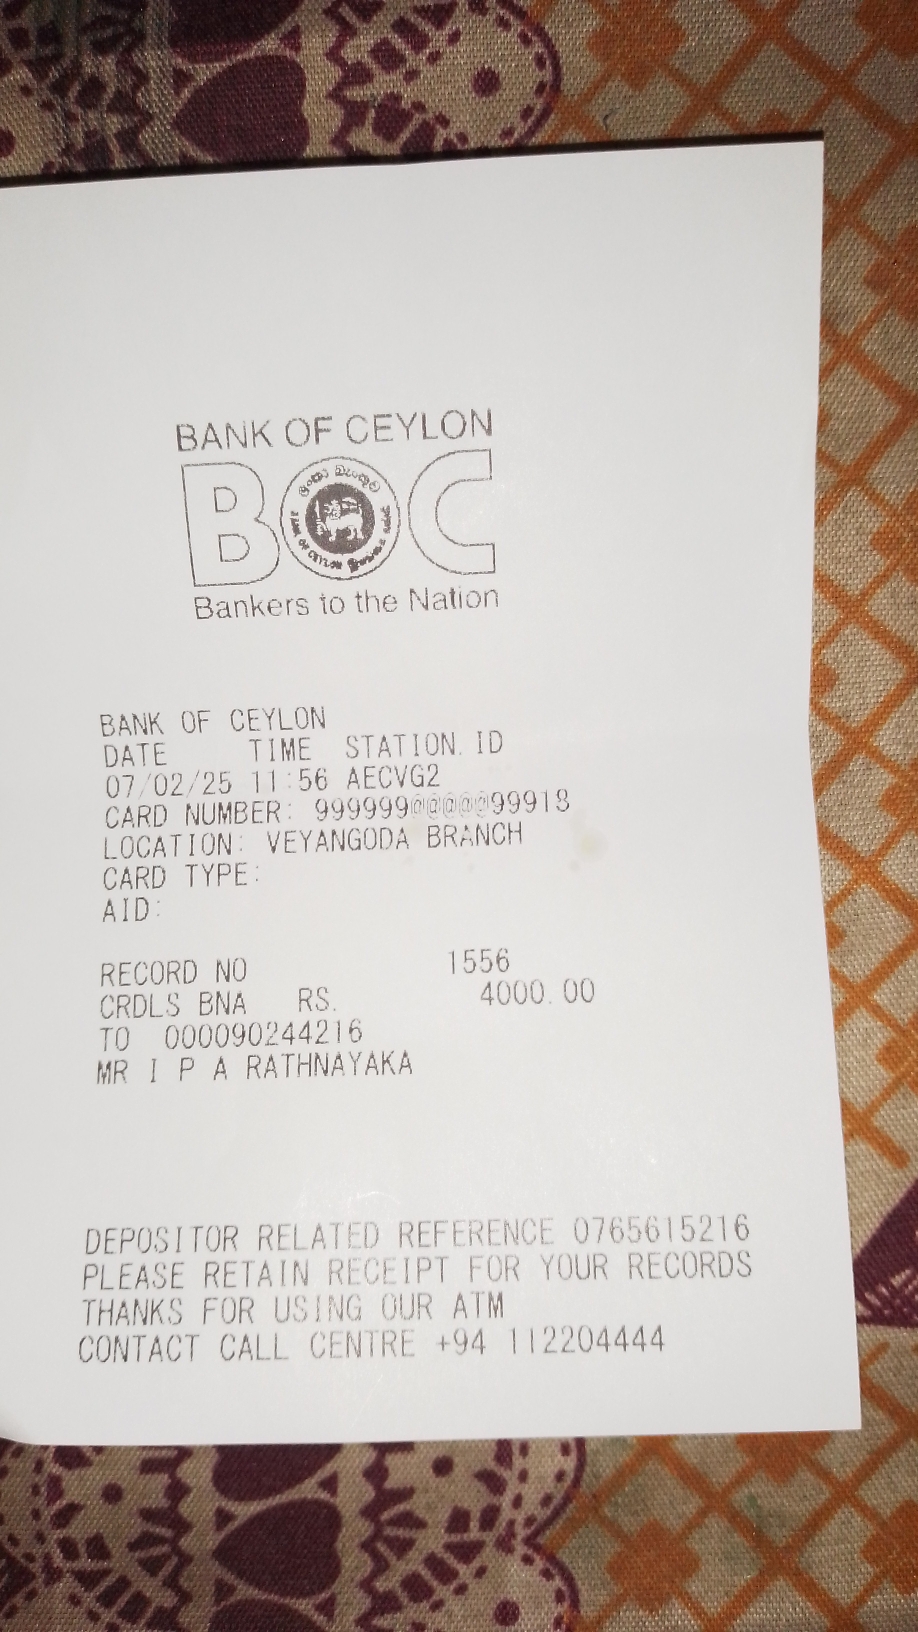 BANK OF CEYLON
BOC
Bankers to the Nation
BANK OF CEYLON
DATE TIME STATION. ID
07/02/25 11:56 AECVG2
CARD NUMBER: 999999@@@@@99918
LOCATION: VEYANGODA BRANCH
CARD TYPE:
AID:
RECORD NO 1556
CRDLS BNA RS. 4000.00
TO 000090244216
MR I P A RATHNAYAKA
DEPOSITOR RELATED REFERENCE 0765615216
PLEASE RETAIN RECEIPT FOR YOUR RECORDS
THANKS FOR USING OUR ATM
CONTACT CALL CENTRE +94 112204444